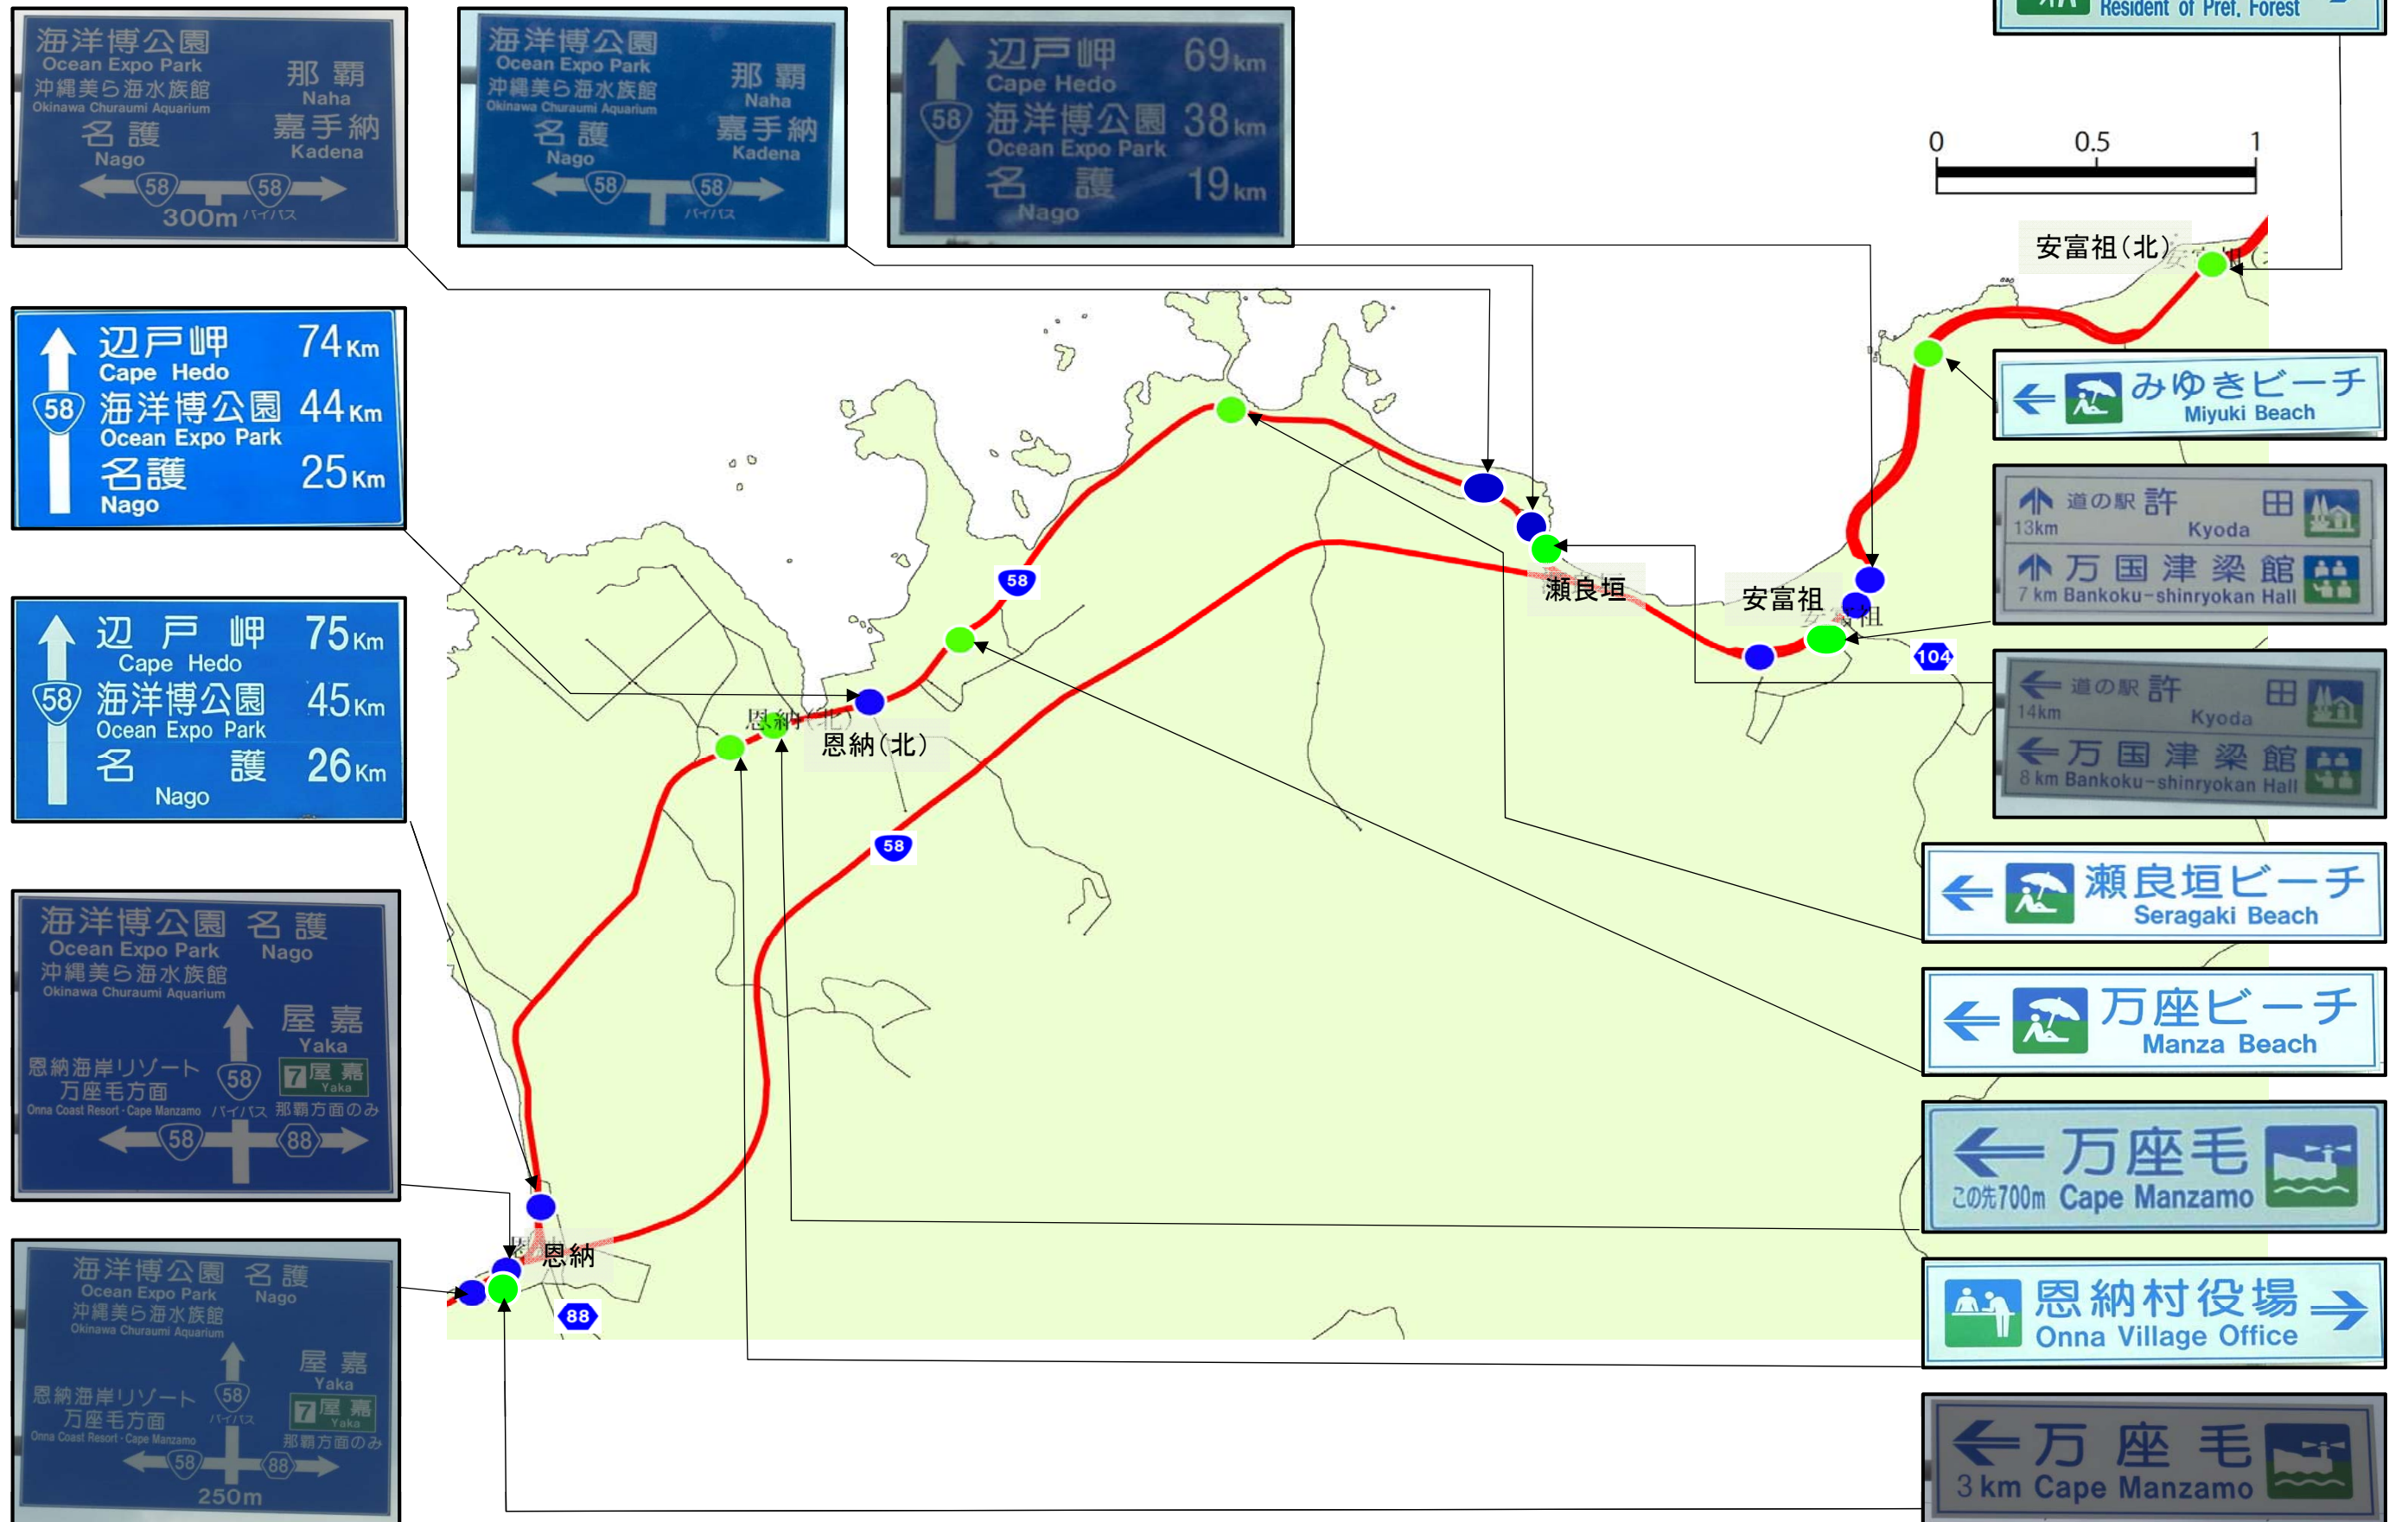 海洋博公園
Ocean Expo Park
沖縄美ら海水族館
Okinawa Churaumi Aquarium
名護
Nago
那覇
Naha
嘉手納
Kadena
58
58
300m
バイパス
海洋博公園
Ocean Expo Park
沖縄美ら海水族館
Okinawa Churaumi Aquarium
名護
Nago
那覇
Naha
嘉手納
Kadena
58
58
バイパス
辺戸岬 69km
Cape Hedo
58
海洋博公園 38km
Ocean Expo Park
名護 19km
Nago
Resident of Pref. Forest
0 0.5 1
辺戸岬 74Km
Cape Hedo
58
海洋博公園 44Km
Ocean Expo Park
名護 25Km
Nago
辺戸岬 75Km
Cape Hedo
58
海洋博公園 45Km
Ocean Expo Park
名護 26Km
Nago
海洋博公園 名護
Ocean Expo Park Nago
沖縄美ら海水族館
Okinawa Churaumi Aquarium
屋嘉
Yaka
恩納海岸リゾート
万座毛方面
Onna Coast Resort・Cape Manzamo
58
バイパス
7 屋嘉
Yaka
那覇方面のみ
58
88
海洋博公園 名護
Ocean Expo Park Nago
沖縄美ら海水族館
Okinawa Churaumi Aquarium
屋嘉
Yaka
恩納海岸リゾート
万座毛方面
Onna Coast Resort・Cape Manzamo
58
バイパス
7 屋嘉
Yaka
那覇方面のみ
58
88
250m
安富祖(北)
瀬良垣
安富祖
安富祖
104
58
恩納(北)
恩納(北)
58
恩納
88
みゆきビーチ
Miyuki Beach
道の駅 許田
13km Kyoda
万国津梁館
7 km Bankoku-shinryokan Hall
道の駅 許田
14km Kyoda
万国津梁館
8 km Bankoku-shinryokan Hall
瀬良垣ビーチ
Seragaki Beach
万座ビーチ
Manza Beach
万座毛
この先700m Cape Manzamo
恩納村役場
Onna Village Office
万座毛
3 km Cape Manzamo